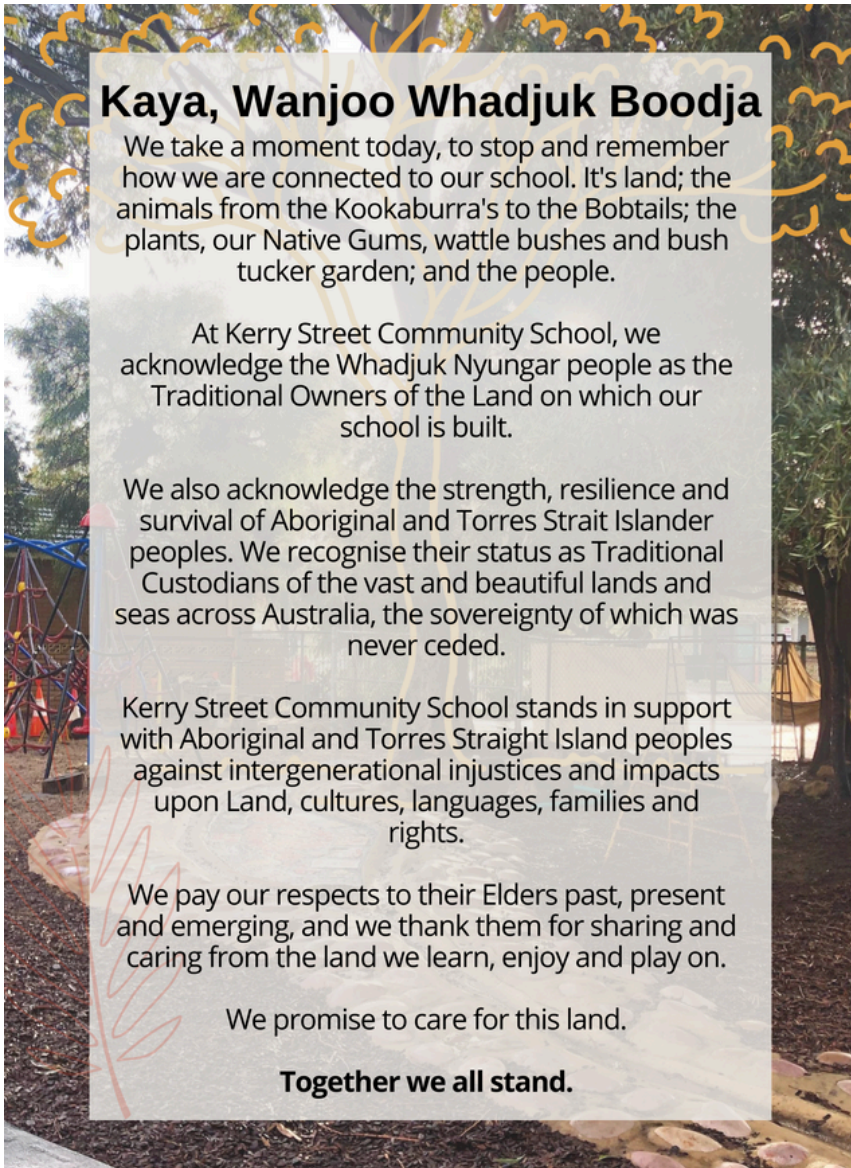 Kaya, Wanjoo Whadjuk Boodja
We take a moment today, to stop and remember
how we are connected to our school. It's land; the
animals from the Kookaburra's to the Bobtails; the
plants, our Native Gums, wattle bushes and bush
tucker garden; and the people.
At Kerry Street Community School, we
acknowledge the Whadjuk Nyungar people as the
Traditional Owners of the Land on which our
school is built.
We also acknowledge the strength, resilience and
survival of Aboriginal and Torres Strait Islander
peoples. We recognise their status as Traditional
Custodians of the vast and beautiful lands and
seas across Australia, the sovereignty of which was
never ceded.
Kerry Street Community School stands in support
with Aboriginal and Torres Straight Island peoples
against intergenerational injustices and impacts
upon Land, cultures, languages, families and
rights.
We pay our respects to their Elders past, present
and emerging, and we thank them for sharing and
caring from the land we learn, enjoy and play on.
We promise to care for this land.
Together we all stand.